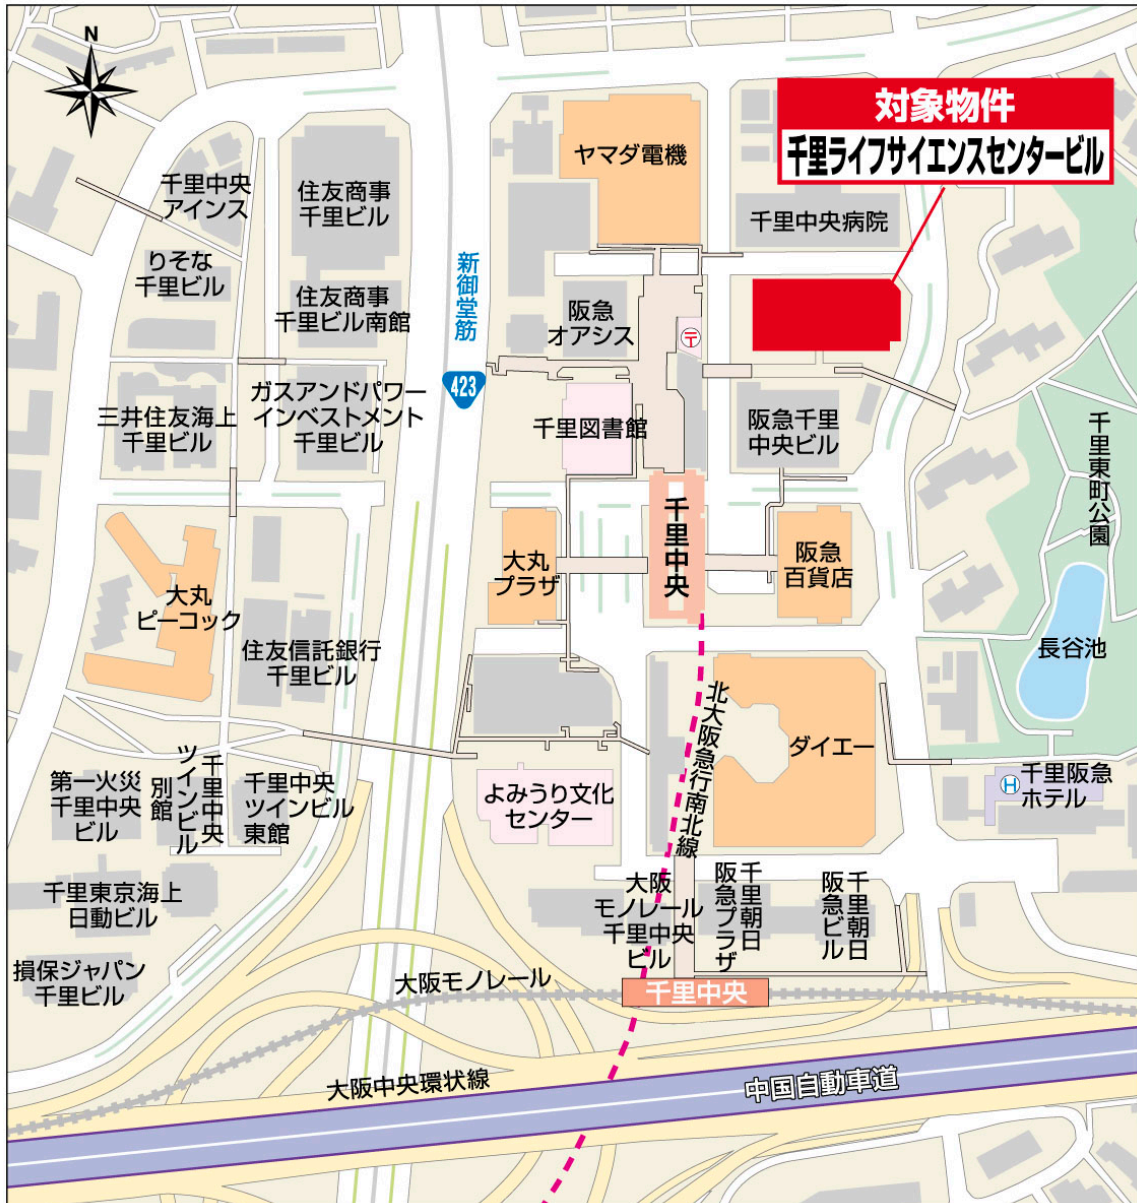 N
対象物件
千里ライフサイエンスセンタービル
ヤマダ電機
千里中央
アインス
住友商事
千里ビル
千里中央病院
りそな
千里ビル
住友商事
千里ビル南館
新御堂筋
阪急
オアシス
〒
423
ガスアンドパワー
インベストメント
千里ビル
三井住友海上
千里ビル
千里図書館
阪急千里
中央ビル
千里東町公園
千里中央
大丸
プラザ
阪急
百貨店
大丸
ピーコック
住友信託銀行
千里ビル
長谷池
北大阪急行南北線
ダイエー
千里中央
ツインビル
別館
第一火災
千里中央
ビル
千里中央
ツインビル
東館
よみうり文化
センター
H
千里阪急
ホテル
千里東京海上
日動ビル
大阪
モノレール
千里中央
ビル
千里朝日
阪急プラザ
千里朝日
阪急ビル
損保ジャパン
千里ビル
大阪モノレール
千里中央
大阪中央環状線
中国自動車道